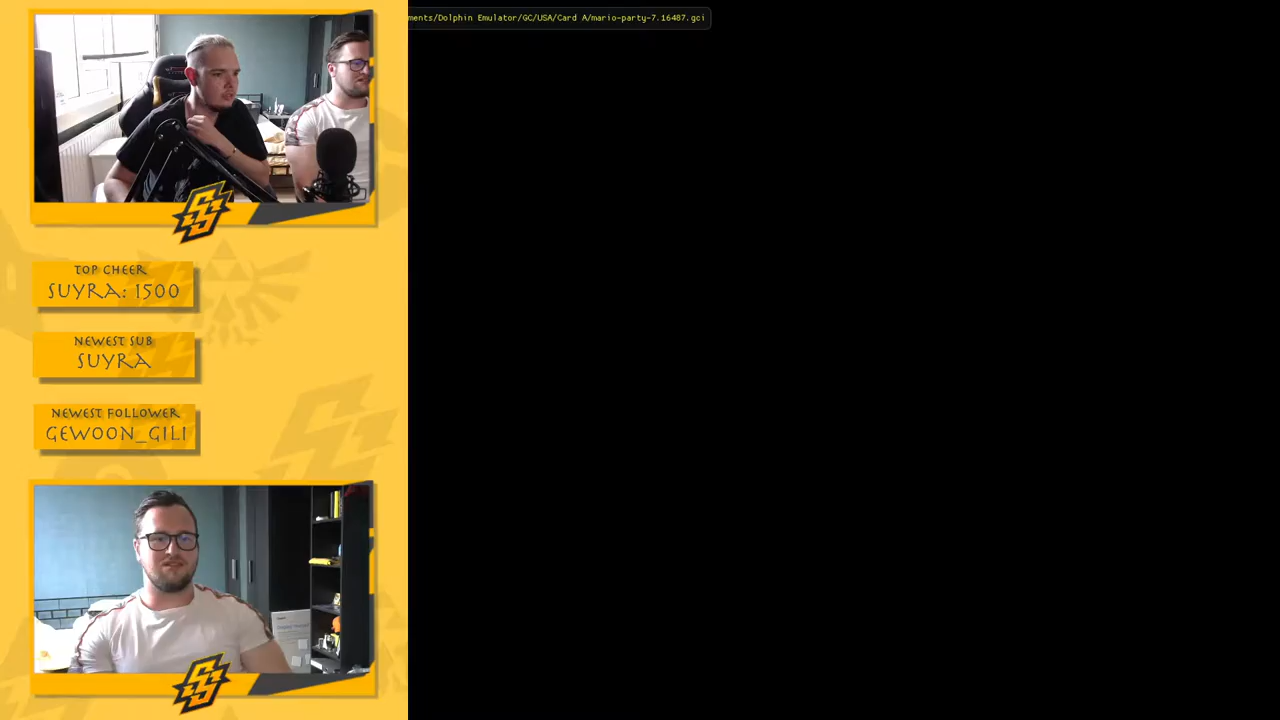 ments/Dolphin Emulator/GC/USA/Card A/mario-party-7.16487.gci
TOP CHEER
SUYRA: 1500
NEWEST SUB
SUYRA
NEWEST FOLLOWER
GEWOON_GILI